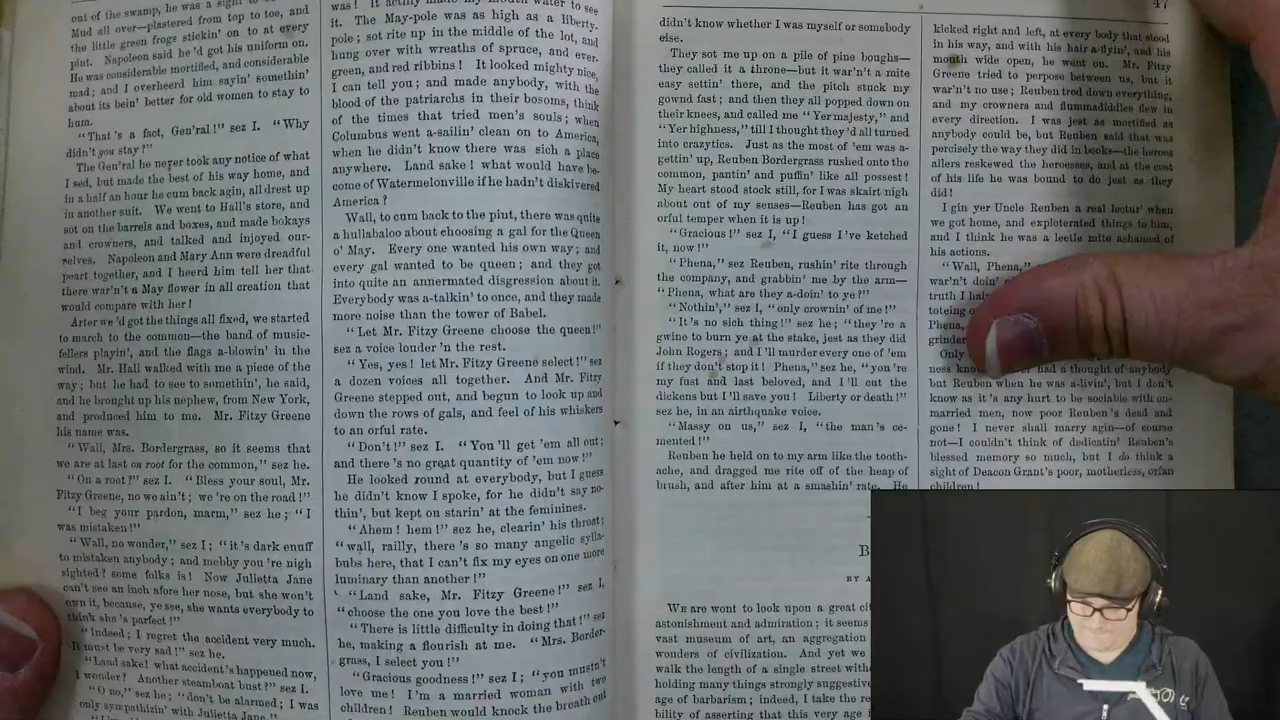 out of the swamp, he was a sight to be
Mud all over—plastered from top to toe, and
the little green frogs stickin' on to at every
pint. Napoleon said he'd got his uniform on.
He was considerable mortified, and considerable
mad; and I overheerd him sayin' somethin'
about its bein' better for old women to stay to
hum.
"That's a fact, Gen'ral!" sez I. "Why
didn't you stay?"
The Gen'ral he never took any notice of what
I sed, but made the best of his way home, and
in a half an hour he cum back agin, all drest up
in another suit. We went to Hall's store, and
sot on the barrels and boxes, and made bokays
and crowners, and talked and injoyed our-
selves. Napoleon and Mary Ann were dreadful
peart together, and I heerd him tell her that
there war'n't a May flower in all creation that
would compare with her!
Arter we'd got the things all fixed, we started
to march to the common—the band of music-
fellers playin', and the flags a-blowin' in the
wind. Mr. Hall walked with me a piece of the
way; but he had to see to somethin', he said,
and he brought up his nephew, from New York,
and produced him to me. Mr. Fitzy Greene
his name was.
"Wall, Mrs. Bordergrass, so it seems that
we are at last on root for the common," sez he.
"On a root?" sez I. "Bless your soul, Mr.
Fitzy Greene, no we ain't; we're on the road!"
"I beg your pardon, marm," sez he; "I
was mistaken!"
"Wall, no wonder," sez I; "it's dark enuff
to mistaken anybody; and mebby you're nigh
sighted? some folks is! Now Julietta Jane
can't see an inch afore her nose, but she won't
own it, because, ye see, she wants everybody to
think she's parfect!"
"Indeed; I regret the accident very much.
It must be very sad!" sez he.
"Land sake! what accident's happened now,
I wonder? Another steamboat bust?" sez I.
"O no," sez he; "don't be alarmed; I was
only sympathizin' with Julietta Jane."
was! It actilly made my mouth water to see
it. The May-pole was as high as a liberty-
pole; sot rite up in the middle of the lot, and
hung over with wreaths of spruce, and ever-
green, and red ribbins! It looked mighty nice,
I can tell you; and made anybody, with the
blood of the patriarchs in their bosoms, think
of the times that tried men's souls; when
Columbus went a-sailin' clean on to America,
when he didn't know there was sich a place
anywhere. Land sake! what would have be-
come of Watermelonville if he hadn't diskivered
America?
Wall, to cum back to the pint, there was quite
a hullabaloo about choosing a gal for the Queen
o' May. Every one wanted his own way; and
every gal wanted to be queen; and they got
into quite an annermated disgression about it.
Everybody was a-talkin' to once, and they made
more noise than the tower of Babel.
"Let Mr. Fitzy Greene choose the queen!"
sez a voice louder 'n the rest.
"Yes, yes! let Mr. Fitzy Greene select!" sez
a dozen voices all together. And Mr. Fitzy
Greene stepped out, and begun to look up and
down the rows of gals, and feel of his whiskers
to an orful rate.
"Don't!" sez I. "You'll get 'em all out;
and there's no great quantity of 'em now!"
He looked round at everybody, but I guess
he didn't know I spoke, for he didn't say no-
thin', but kept on starin' at the feminines.
"Ahem! hem!" sez he, clearin' his throat;
"wall, railly, there's so many angelic sylla-
bubs here, that I can't fix my eyes on one more
luminary than another!"
"Land sake, Mr. Fitzy Greene!" sez I,
"choose the one you love the best!"
"There is little difficulty in doing that!" sez
he, making a flourish at me. "Mrs. Border-
grass, I select you!"
"Gracious goodness!" sez I; "you mustn't
love me! I'm a married woman with two
children! Reuben would knock the breath out
47
didn't know whether I was myself or somebody
else.
They sot me up on a pile of pine boughs—
they called it a throne—but it war'n't a mite
easy settin' there, and the pitch stuck my
gownd fast; and then they all popped down on
their knees, and called me "Yer majesty," and
"Yer highness," till I thought they'd all turned
into crazytics. Just as the most of 'em was a-
gettin' up, Reuben Bordergrass rushed onto the
common, pantin' and puffin' like all possest!
My heart stood stock still, for I was skairt nigh
about out of my senses—Reuben has got an
orful temper when it is up!
"Gracious!" sez I, "I guess I've ketched
it, now!"
"Phena," sez Reuben, rushin' rite through
the company, and grabbin' me by the arm—
"Phena, what are they a-doin' to ye?"
"Nothin'," sez I, "only crownin' of me!"
"It's no sich thing!" sez he; "they're a
gwine to burn ye at the stake, jest as they did
John Rogers; and I'll murder every one of 'em
if they don't stop it! Phena," sez he, "you're
my fust and last beloved, and I'll cut the
dickens but I'll save you! Liberty or death!"
sez he, in an airthquake voice.
"Massy on us," sez I, "the man's ce-
mented!"
Reuben he held on to my arm like the tooth-
ache, and dragged me rite off of the heap of
brush, and after him at a smashin' rate. He
kicked right and left, at every body that stood
in his way, and with his hair a-flyin', and his
mouth wide open, he went on. Mr. Fitzy
Greene tried to perpose between us, but it
war'n't no use; Reuben trod down everything,
and my crowners and flummadiddles flew in
every direction. I was jest as mortified as
anybody could be, but Reuben said that was
percisely the way they did in books—the heroes
allers reskewed the heroesses, and at the cost
of his life he was bound to do jest as they
did!
I gin yer Uncle Reuben a real lectur' when
we got home, and exploterated things to him,
and I think he was a leetle mite ashamed of
his actions.
"Wall, Phena,"
war'n't doin'
truth I hain
toteing
Phena,
grinder
Only
ness had a thought of anybody
but Reuben when he was a-livin', but I don't
know as it's any hurt to be sociable with on-
married men, now poor Reuben's dead and
gone! I never shall marry agin—of course
not—I couldn't think of dedicatin' Reuben's
blessed memory so much, but I do think a
sight of Deacon Grant's poor, motherless, orfan
children!
B
BY A
We are wont to look upon a great cit
astonishment and admiration; it seems
vast museum of art, an aggregation
wonders of civilization. And yet we
walk the length of a single street with
holding many things strongly suggestive
age of barbarism; indeed, I take the re
bility of asserting that this very age